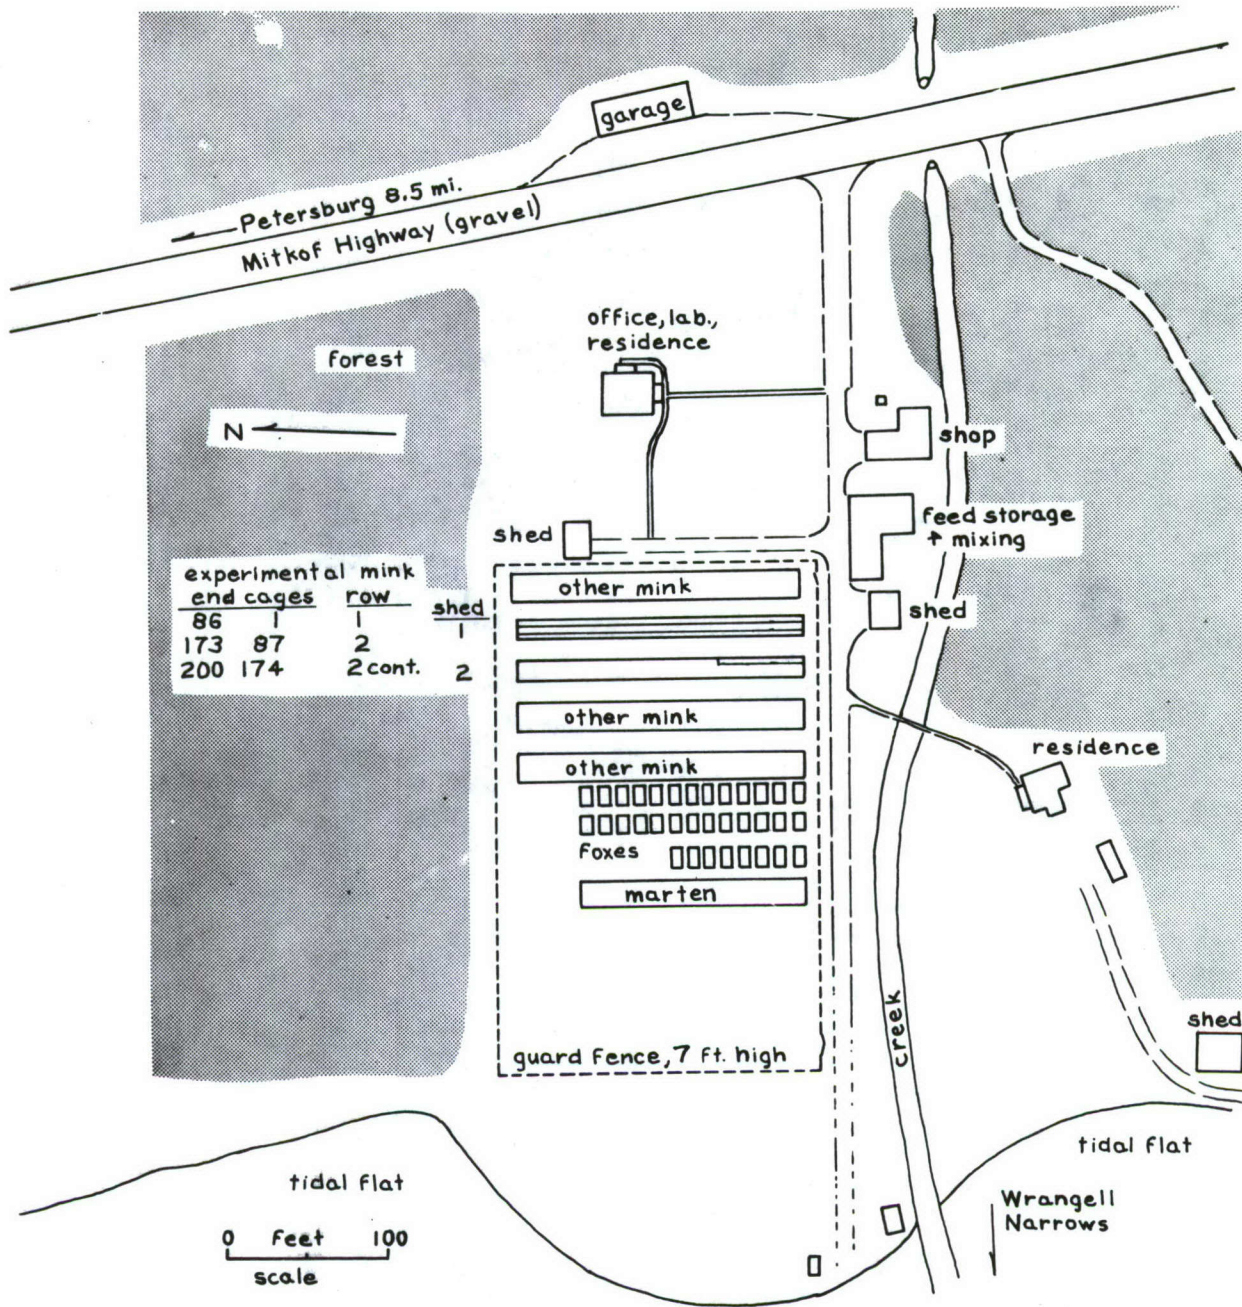 garage
Petersburg 8.5 mi.
Mitkof Highway (gravel)
office, lab.,
residence
forest
N
shop
feed storage
+ mixing
shed
experimental mink
end cages row shed
86 1 1 1
173 87 2
200 174 2 cont. 2
other mink
shed
other mink
other mink
residence
foxes
marten
creek
shed
guard fence, 7 ft. high
tidal flat
tidal flat
Wrangell
Narrows
0 Feet 100
scale